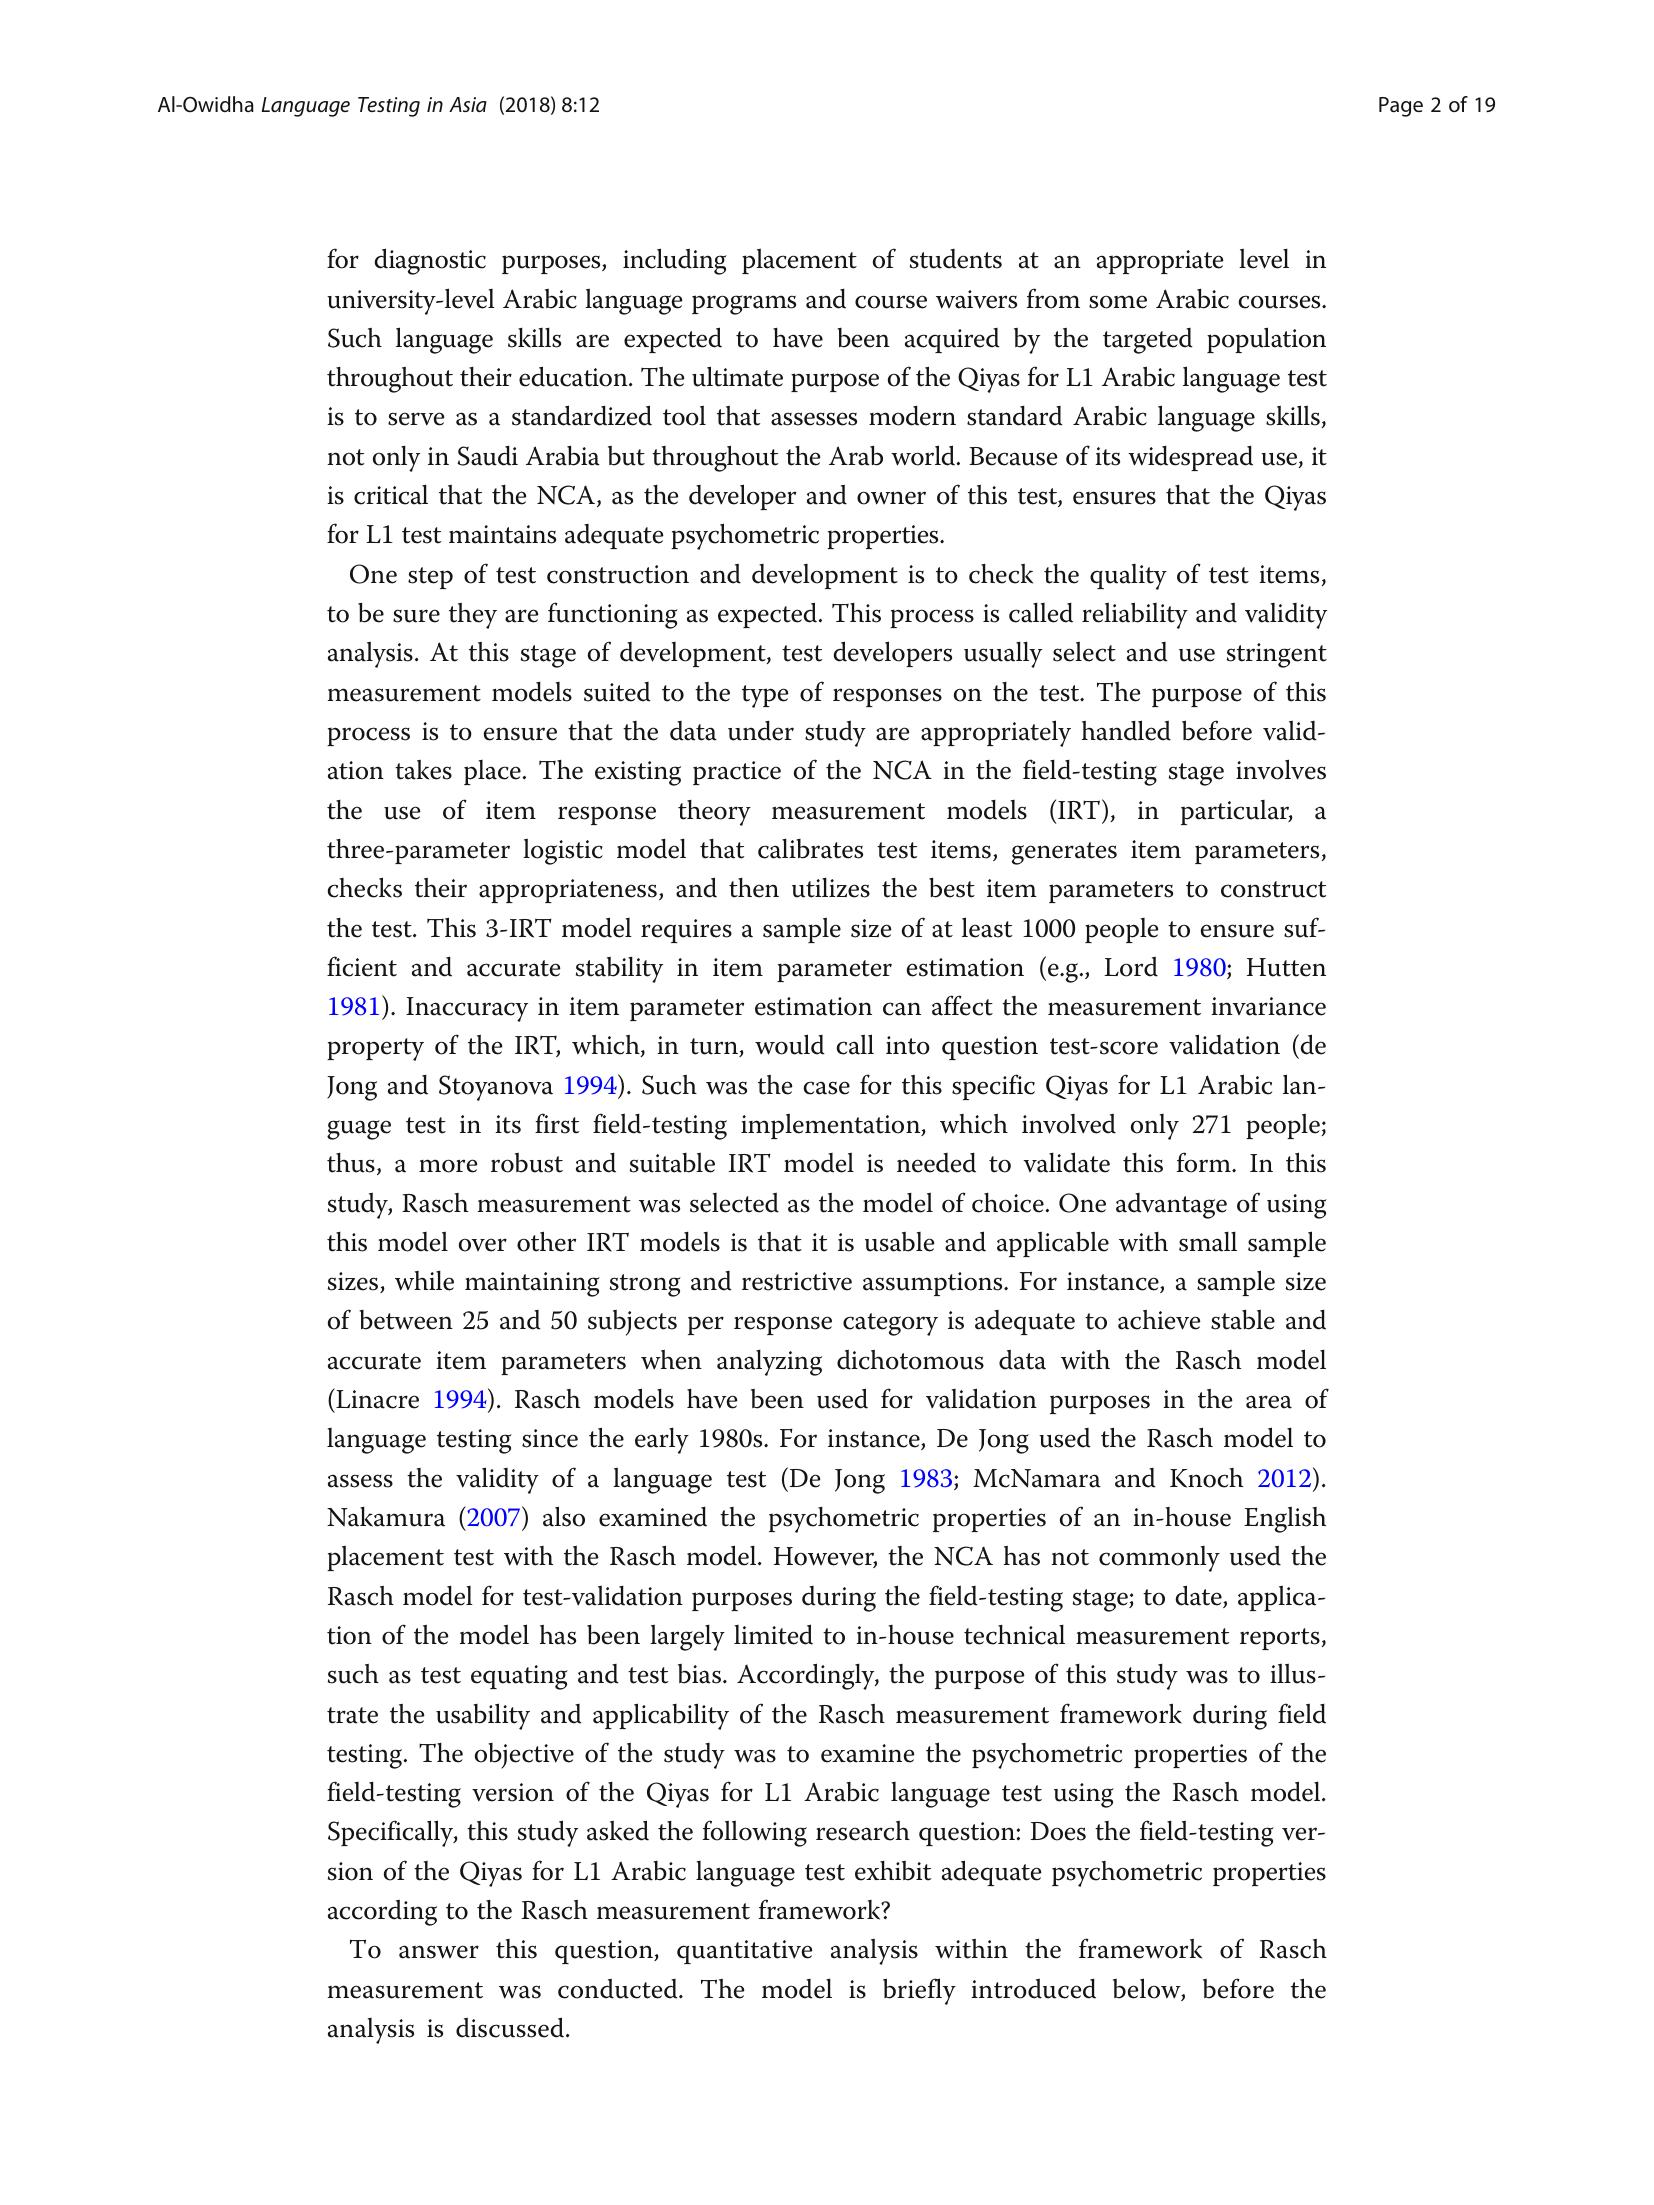 Al-Owidha Language Testing in Asia (2018) 8:12
Page 2 of 19
for diagnostic purposes, including placement of students at an appropriate level in
university-level Arabic language programs and course waivers from some Arabic courses.
Such language skills are expected to have been acquired by the targeted population
throughout their education. The ultimate purpose of the Qiyas for L1 Arabic language test
is to serve as a standardized tool that assesses modern standard Arabic language skills,
not only in Saudi Arabia but throughout the Arab world. Because of its widespread use, it
is critical that the NCA, as the developer and owner of this test, ensures that the Qiyas
for L1 test maintains adequate psychometric properties.
One step of test construction and development is to check the quality of test items,
to be sure they are functioning as expected. This process is called reliability and validity
analysis. At this stage of development, test developers usually select and use stringent
measurement models suited to the type of responses on the test. The purpose of this
process is to ensure that the data under study are appropriately handled before valid-
ation takes place. The existing practice of the NCA in the field-testing stage involves
the use of item response theory measurement models (IRT), in particular, a
three-parameter logistic model that calibrates test items, generates item parameters,
checks their appropriateness, and then utilizes the best item parameters to construct
the test. This 3-IRT model requires a sample size of at least 1000 people to ensure suf-
ficient and accurate stability in item parameter estimation (e.g., Lord 1980; Hutten
1981). Inaccuracy in item parameter estimation can affect the measurement invariance
property of the IRT, which, in turn, would call into question test-score validation (de
Jong and Stoyanova 1994). Such was the case for this specific Qiyas for L1 Arabic lan-
guage test in its first field-testing implementation, which involved only 271 people;
thus, a more robust and suitable IRT model is needed to validate this form. In this
study, Rasch measurement was selected as the model of choice. One advantage of using
this model over other IRT models is that it is usable and applicable with small sample
sizes, while maintaining strong and restrictive assumptions. For instance, a sample size
of between 25 and 50 subjects per response category is adequate to achieve stable and
accurate item parameters when analyzing dichotomous data with the Rasch model
(Linacre 1994). Rasch models have been used for validation purposes in the area of
language testing since the early 1980s. For instance, De Jong used the Rasch model to
assess the validity of a language test (De Jong 1983; McNamara and Knoch 2012).
Nakamura (2007) also examined the psychometric properties of an in-house English
placement test with the Rasch model. However, the NCA has not commonly used the
Rasch model for test-validation purposes during the field-testing stage; to date, applica-
tion of the model has been largely limited to in-house technical measurement reports,
such as test equating and test bias. Accordingly, the purpose of this study was to illus-
trate the usability and applicability of the Rasch measurement framework during field
testing. The objective of the study was to examine the psychometric properties of the
field-testing version of the Qiyas for L1 Arabic language test using the Rasch model.
Specifically, this study asked the following research question: Does the field-testing ver-
sion of the Qiyas for L1 Arabic language test exhibit adequate psychometric properties
according to the Rasch measurement framework?
To answer this question, quantitative analysis within the framework of Rasch
measurement was conducted. The model is briefly introduced below, before the
analysis is discussed.